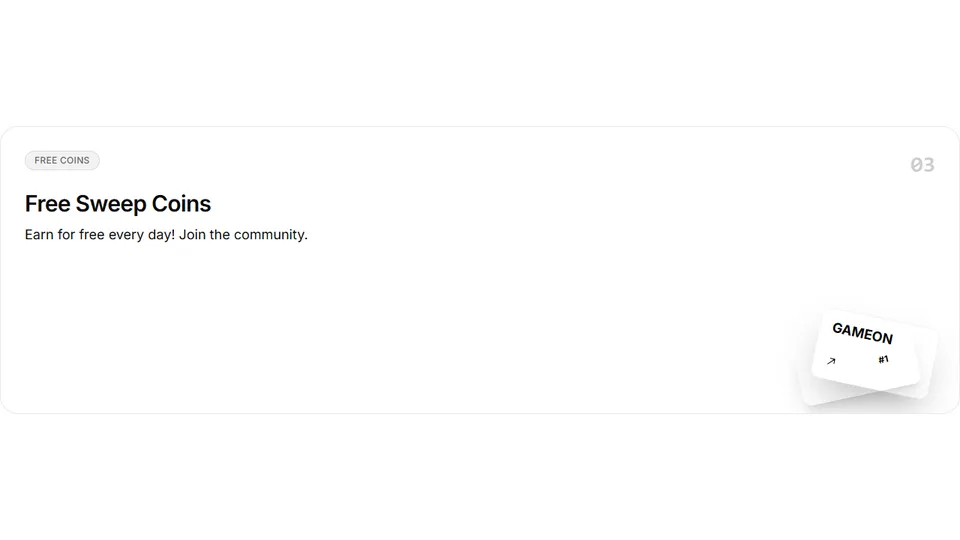 FREE COINS
03
Free Sweep Coins
Earn for free every day! Join the community.
GAMEON
↗ #1